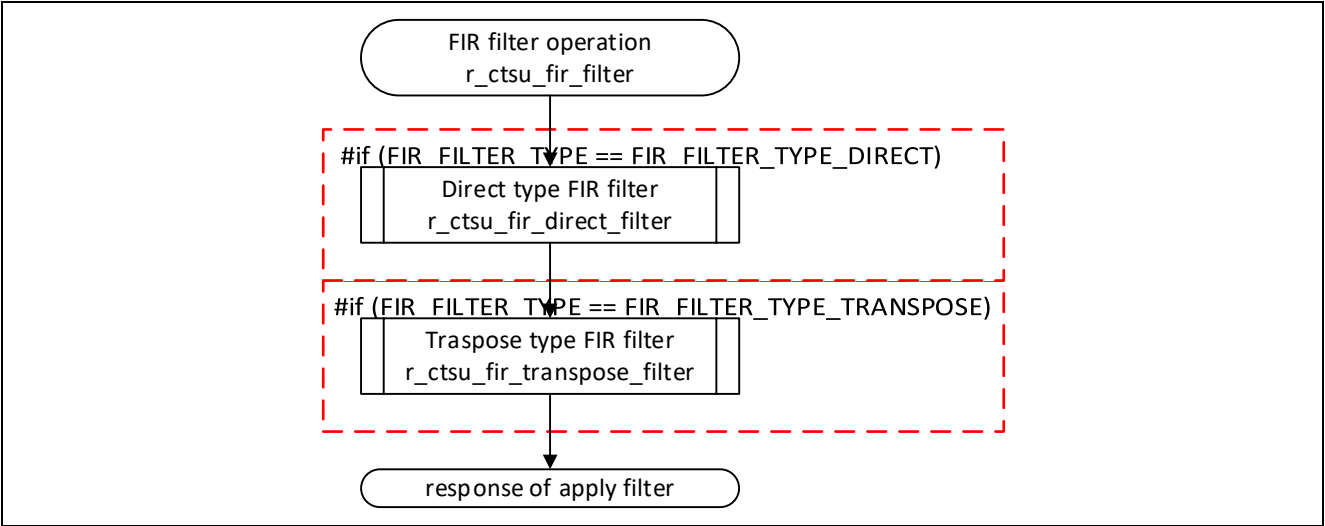 FIR filter operation
r_ctsu_fir_filter
#if (FIR_FILTER_TYPE == FIR_FILTER_TYPE_DIRECT)
Direct type FIR filter
r_ctsu_fir_direct_filter
#if (FIR_FILTER_TYPE == FIR_FILTER_TYPE_TRANSPOSE)
Traspose type FIR filter
r_ctsu_fir_transpose_filter
response of apply filter